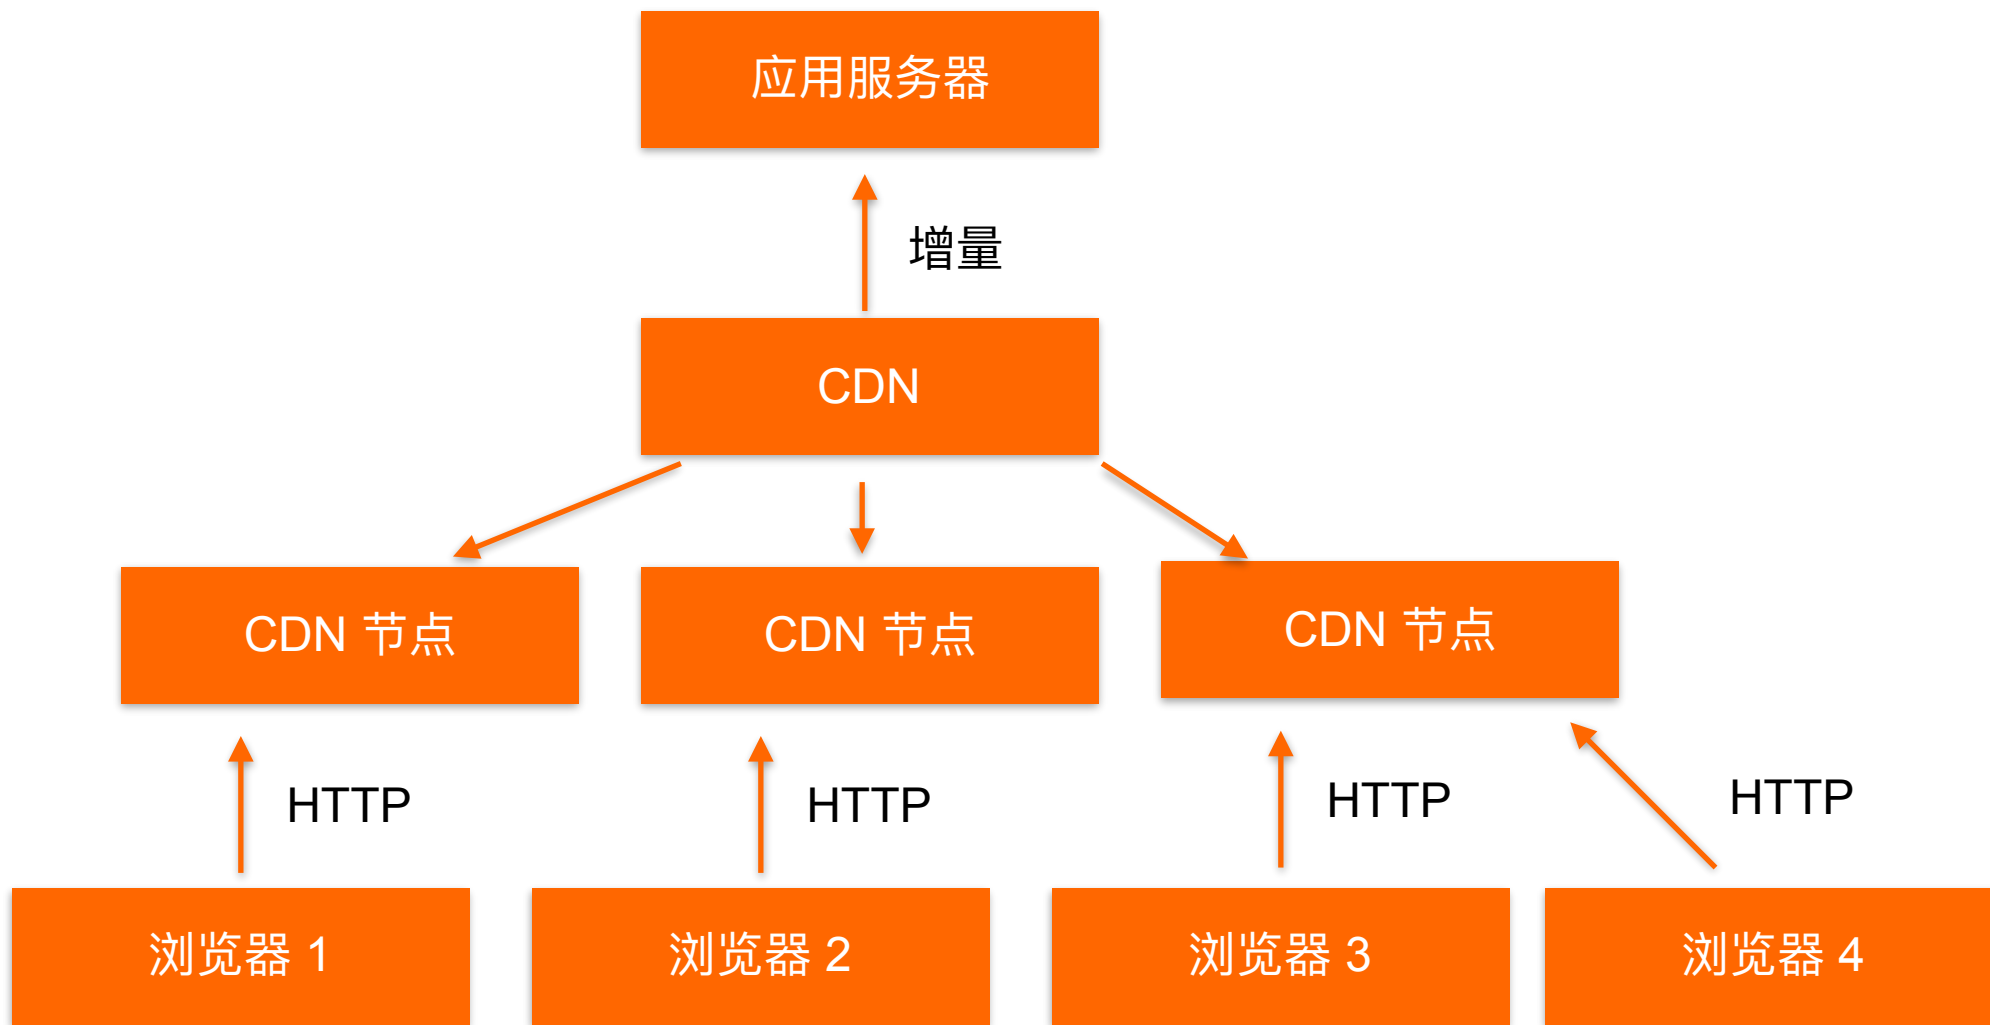 应用服务器
增量
CDN
CDN 节点
CDN 节点
CDN 节点
HTTP
HTTP
HTTP
HTTP
浏览器 1
浏览器 2
浏览器 3
浏览器 4